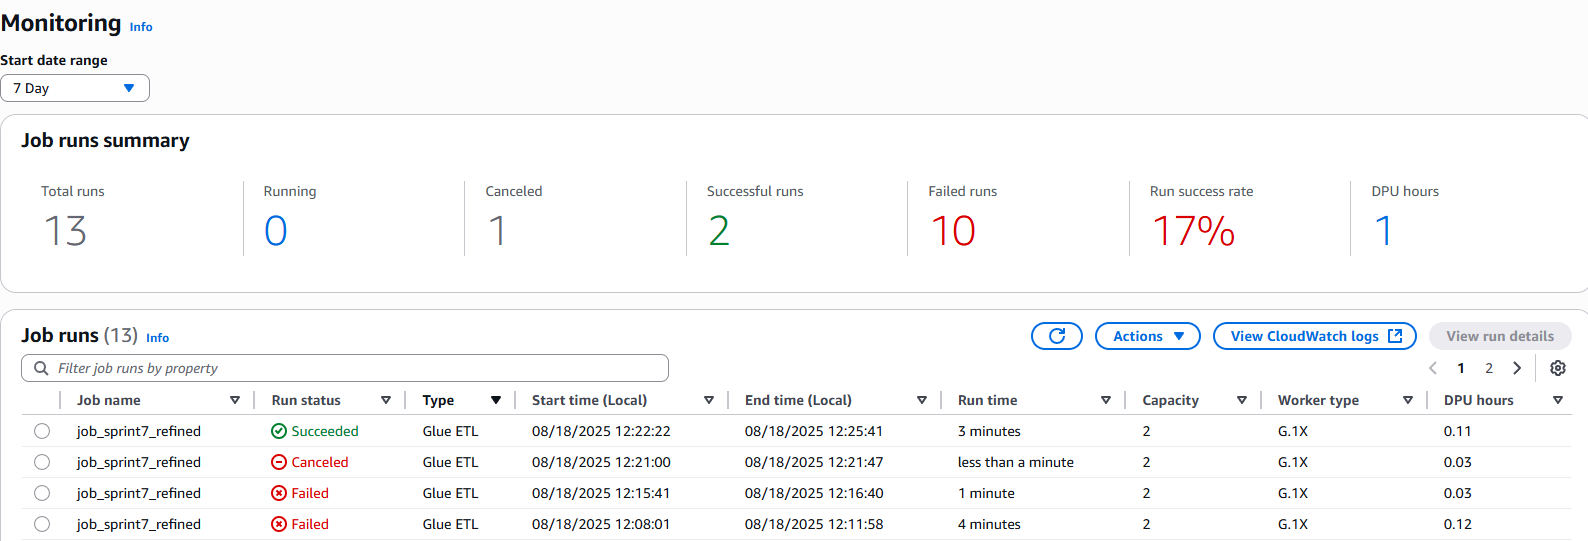 Monitoring Info
Start date range
7 Day
Job runs summary
Total runs Running Canceled Successful runs Failed runs Run success rate DPU hours
13 0 1 2 10 17% 1
Job runs (13) Info Actions View CloudWatch logs View run details
Filter job runs by property 1 2
Job name Run status Type Start time (Local) End time (Local) Run time Capacity Worker type DPU hours
job_sprint7_refined Succeeded Glue ETL 08/18/2025 12:22:22 08/18/2025 12:25:41 3 minutes 2 G.1X 0.11
job_sprint7_refined Canceled Glue ETL 08/18/2025 12:21:00 08/18/2025 12:21:47 less than a minute 2 G.1X 0.03
job_sprint7_refined Failed Glue ETL 08/18/2025 12:15:41 08/18/2025 12:16:40 1 minute 2 G.1X 0.03
job_sprint7_refined Failed Glue ETL 08/18/2025 12:08:01 08/18/2025 12:11:58 4 minutes 2 G.1X 0.12